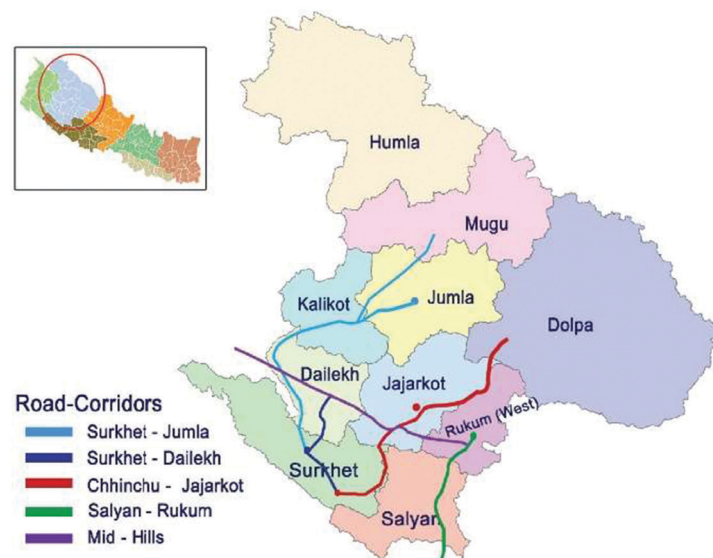 Humla
Mugu
Kalikot
Jumla
Dolpa
Dailekh
Jajarkot
Rukum (West)
Surkhet
Salyan
Road-Corridors
Surkhet - Jumla
Surkhet - Dailekh
Chhinchu - Jajarkot
Salyan - Rukum
Mid - Hills